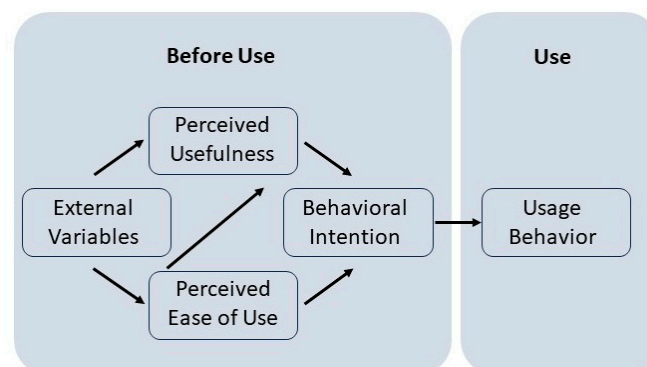 Before Use
Use
Perceived
Usefulness
External
Variables
Behavioral
Intention
Usage
Behavior
Perceived
Ease of Use